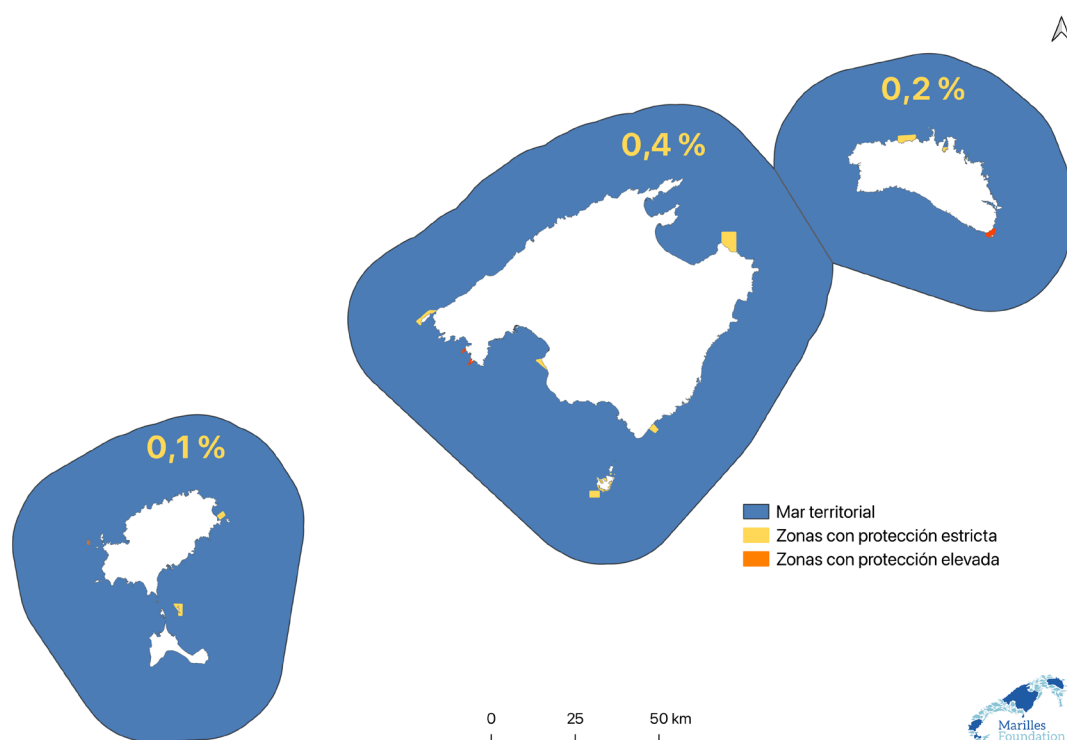 0,2 %
0,4 %
0,1 %
Mar territorial
Zonas con protección estricta
Zonas con protección elevada
0 25 50 km
Marilles
Foundation